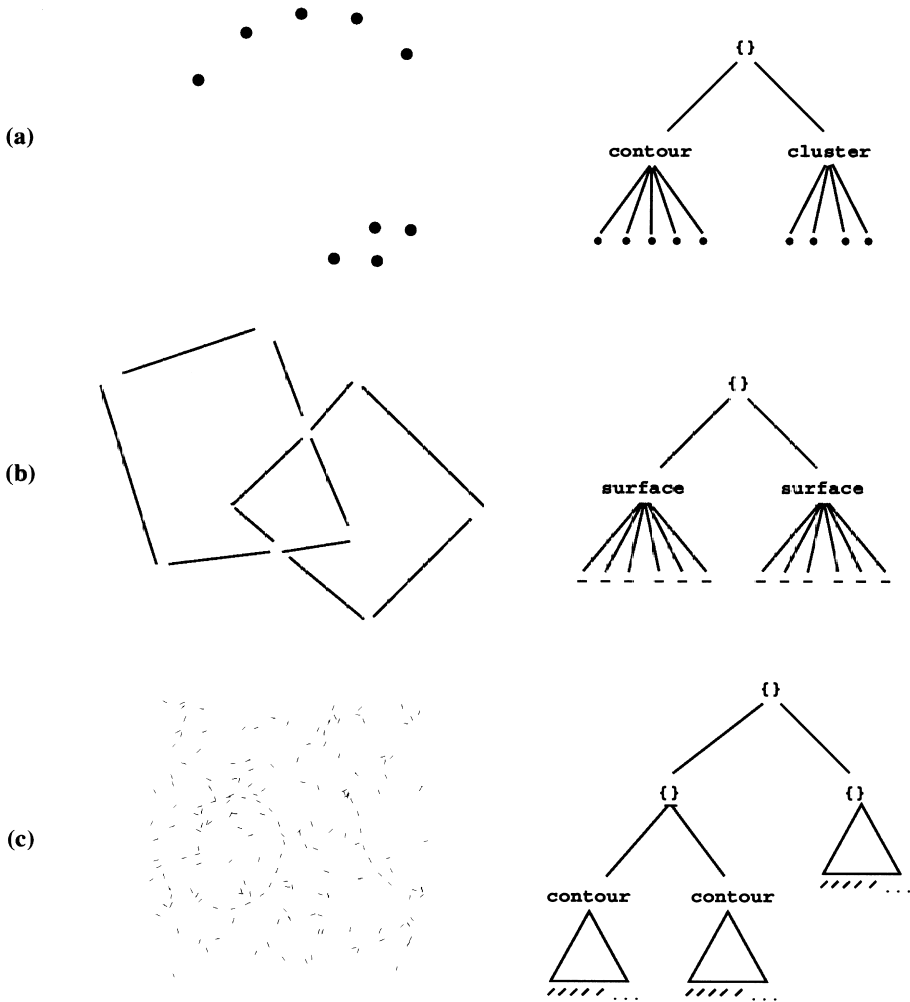 {}
(a)
contour cluster
{}
(b)
surface surface
{}
{} {}
(c)
...
contour contour
... ...